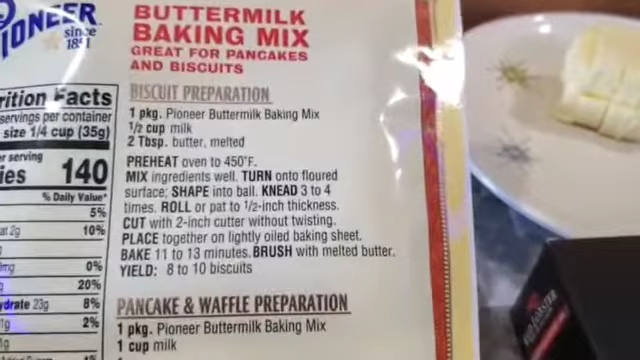 PIONEER
since
1851
BUTTERMILK
BAKING MIX
GREAT FOR PANCAKES
AND BISCUITS
BISCUIT PREPARATION
1 pkg. Pioneer Buttermilk Baking Mix
1/2 cup milk
2 Tbsp. butter, melted
PREHEAT oven to 450°F.
MIX ingredients well. TURN onto floured
surface; SHAPE into ball. KNEAD 3 to 4
times. ROLL or pat to 1/2-inch thickness.
CUT with 2-inch cutter without twisting.
PLACE together on lightly oiled baking sheet.
BAKE 11 to 13 minutes. BRUSH with melted butter.
YIELD: 8 to 10 biscuits
PANCAKE & WAFFLE PREPARATION
1 pkg. Pioneer Buttermilk Baking Mix
1 cup milk
rition Facts
servings per container
size 1/4 cup (35g)
er serving
ies 140
% Daily Value*
5%
at 2g 10%
mg 0%
20%
ydrate 23g 8%
1g 2%
1g